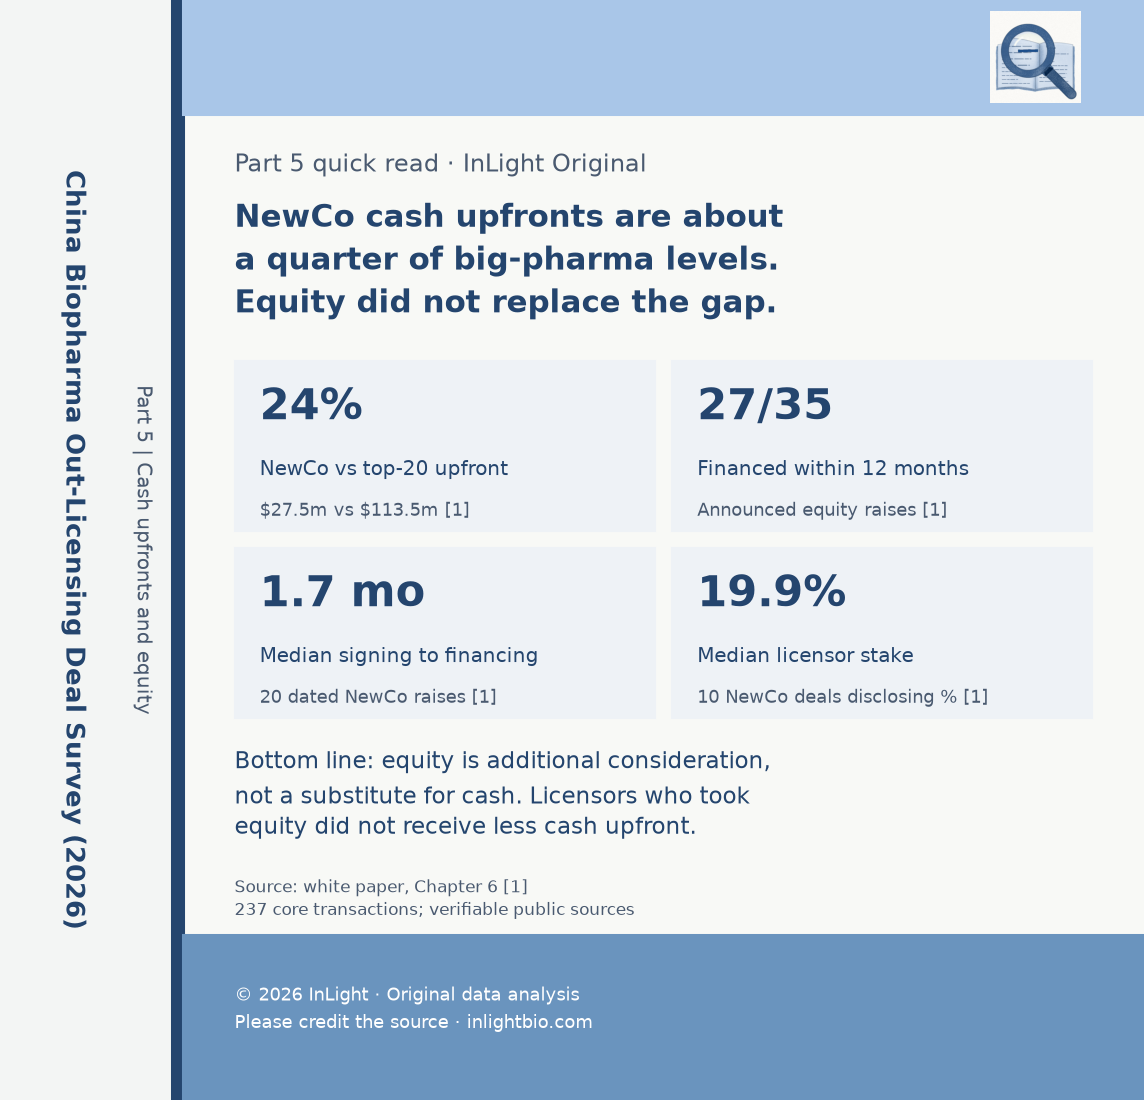 China Biopharma Out-Licensing Deal Survey (2026)
Part 5 | Cash upfronts and equity
Part 5 quick read · InLight Original
NewCo cash upfronts are about
a quarter of big-pharma levels.
Equity did not replace the gap.
24%
NewCo vs top-20 upfront
$27.5m vs $113.5m [1]
27/35
Financed within 12 months
Announced equity raises [1]
1.7 mo
Median signing to financing
20 dated NewCo raises [1]
19.9%
Median licensor stake
10 NewCo deals disclosing % [1]
Bottom line: equity is additional consideration,
not a substitute for cash. Licensors who took
equity did not receive less cash upfront.
Source: white paper, Chapter 6 [1]
237 core transactions; verifiable public sources
© 2026 InLight · Original data analysis
Please credit the source · inlightbio.com